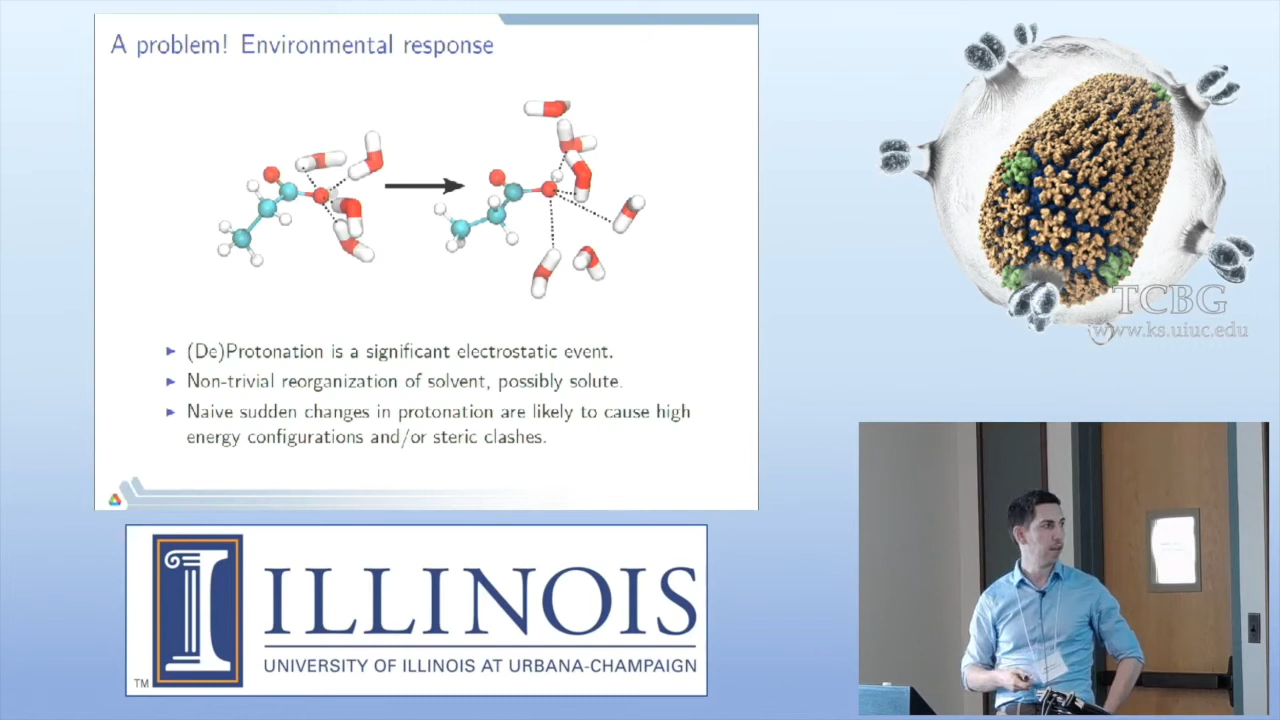 A problem! Environmental response
(De)Protonation is a significant electrostatic event.
Non-trivial reorganization of solvent, possibly solute.
Naive sudden changes in protonation are likely to cause high
energy configurations and/or steric clashes.
TCBG
www.ks.uiuc.edu
ILLINOIS
UNIVERSITY OF ILLINOIS AT URBANA-CHAMPAIGN
TM